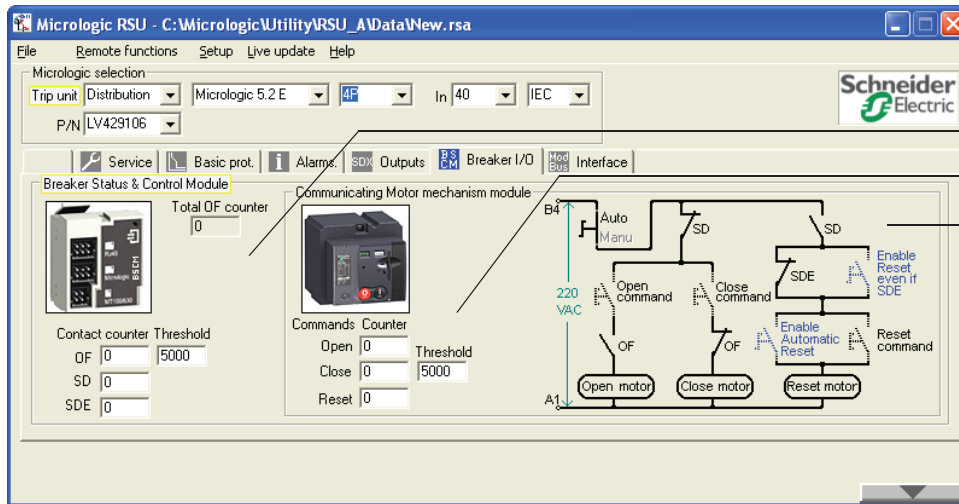 Micrologic RSU - C:\Micrologic\Utility\RSU_A\Data\New.rsa
File Remote functions Setup Live update Help
Micrologic selection
Trip unit Distribution Micrologic 5.2 E 4P In 40 IEC
P/N LV429106
Schneider
Electric
Service Basic prot. Alarms. SDX Outputs BSCM Breaker I/O Mod Bus Interface
Breaker Status & Control Module
Total OF counter
0
BSCM
Contact counter Threshold
OF 0 5000
SD 0
SDE 0
Communicating Motor mechanism module
Commands Counter
Open 0
Threshold
Close 0 5000
Reset 0
B4
Auto
Manu
SD
SD
220
VAC
Open
command
Close
command
SDE
Enable
Reset
even if
SDE
OF
OF
Enable
Automatic
Reset
Reset
command
Open motor
Close motor
Reset motor
A1